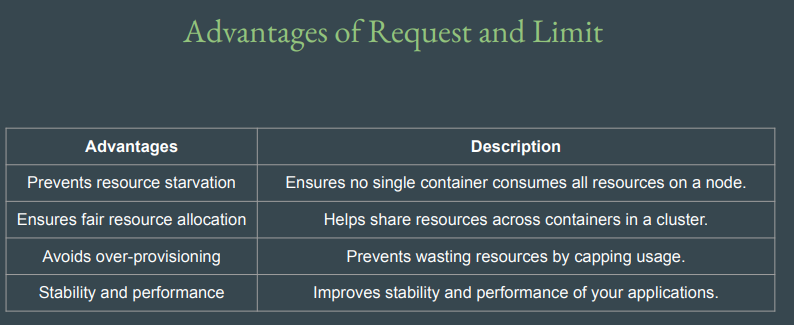 Advantages of Request and Limit
Advantages Description
Prevents resource starvation Ensures no single container consumes all resources on a node.
Ensures fair resource allocation Helps share resources across containers in a cluster.
Avoids over-provisioning Prevents wasting resources by capping usage.
Stability and performance Improves stability and performance of your applications.